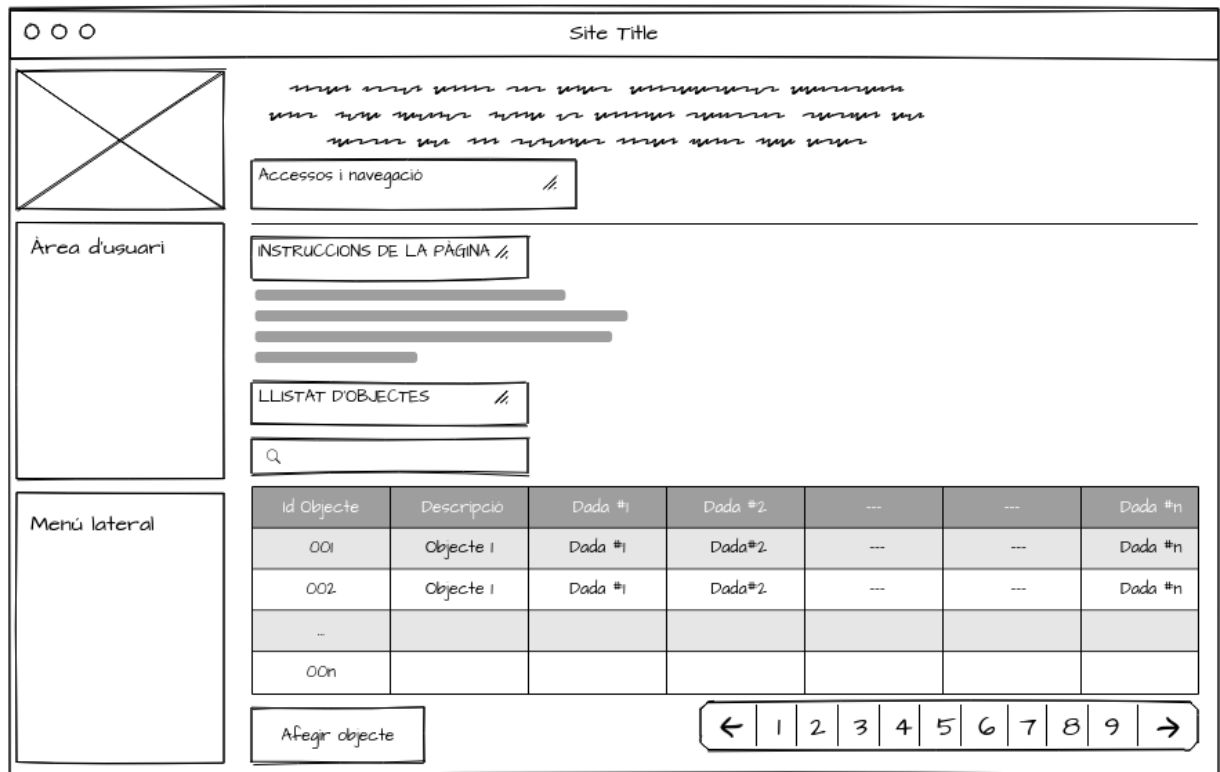 Site Title
Accessos i navegació
Àrea d'usuari
INSTRUCCIONS DE LA PÀGINA
LLISTAT D'OBJECTES
Menú lateral
Id Objecte Descripció Dada #1 Dada #2 --- --- Dada #n
001 Objecte 1 Dada #1 Dada#2 --- --- Dada #n
002 Objecte 1 Dada #1 Dada#2 --- --- Dada #n
...
00n
Afegir objecte
← 1 2 3 4 5 6 7 8 9 →